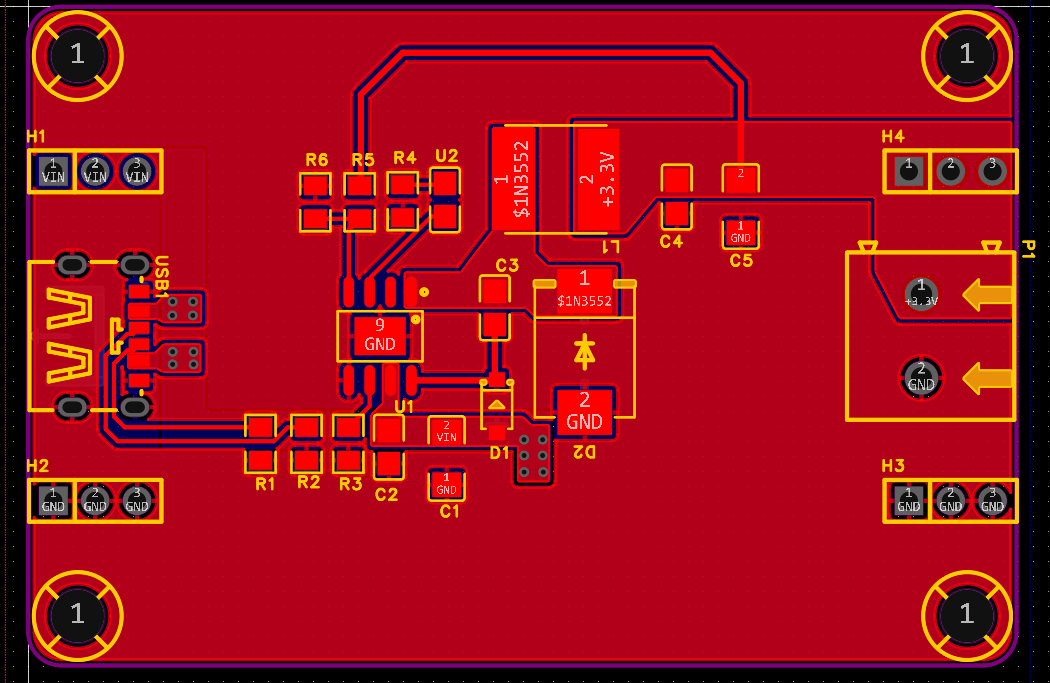 1
1
H1
1 2 3
VIN VIN VIN
R6 R5 R4 U2
1
$1N3552
2
+3.3V
L1
2
1
GND
C4
C5
H4
1 2 3
P1
1
+3.3V
2
GND
USB1
C3
1
$1N3552
9
GND
U1
2
GND
D2
D1
2
VIN
1
GND
R1 R2 R3 C2
C1
H2
1 2 3
GND GND GND
H3
1 2 3
GND GND GND
1
1